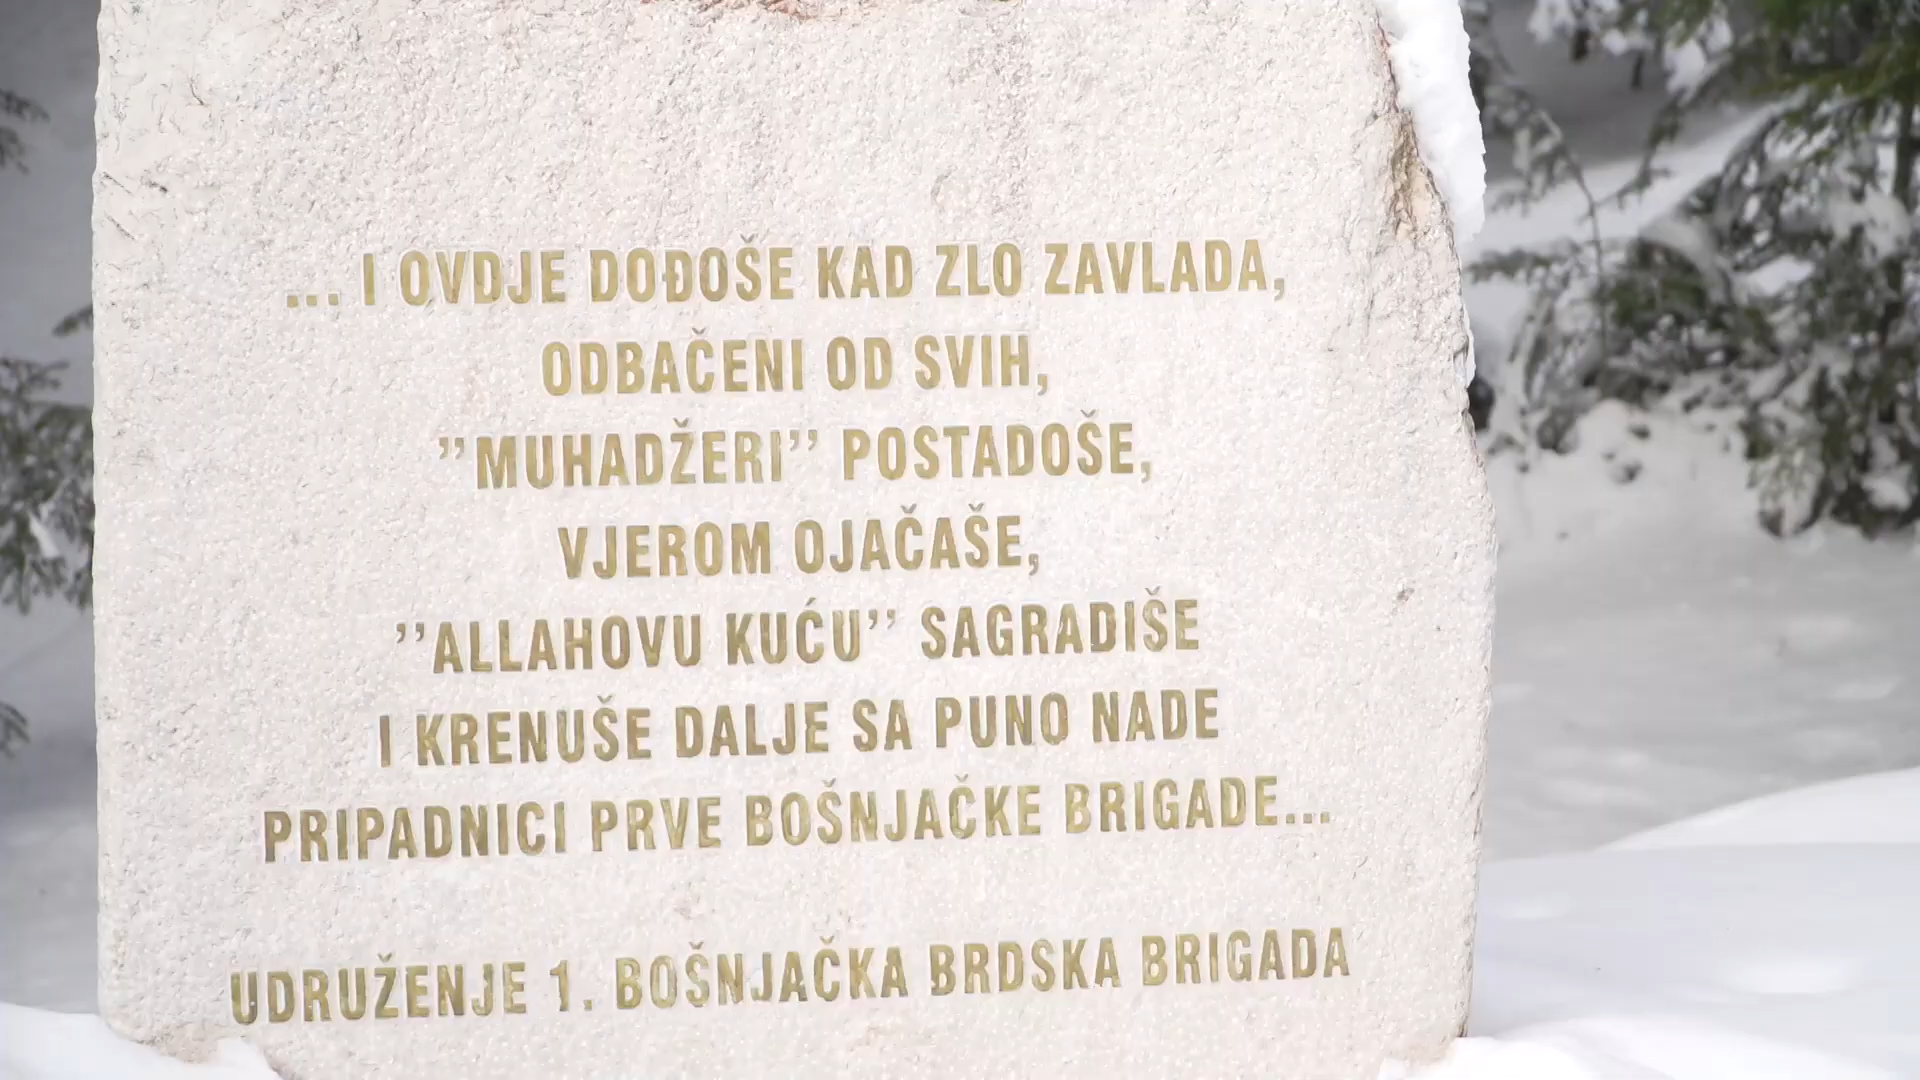 ... I OVDJE DOĐOŠE KAD ZLO ZAVLADA,
ODBAČENI OD SVIH,
”MUHADŽERI” POSTADOŠE,
VJEROM OJAČAŠE,
”ALLAHOVU KUĆU” SAGRADIŠE
I KRENUŠE DALJE SA PUNO NADE
PRIPADNICI PRVE BOŠNJAČKE BRIGADE...
UDRUŽENJE 1. BOŠNJAČKA BRDSKA BRIGADA